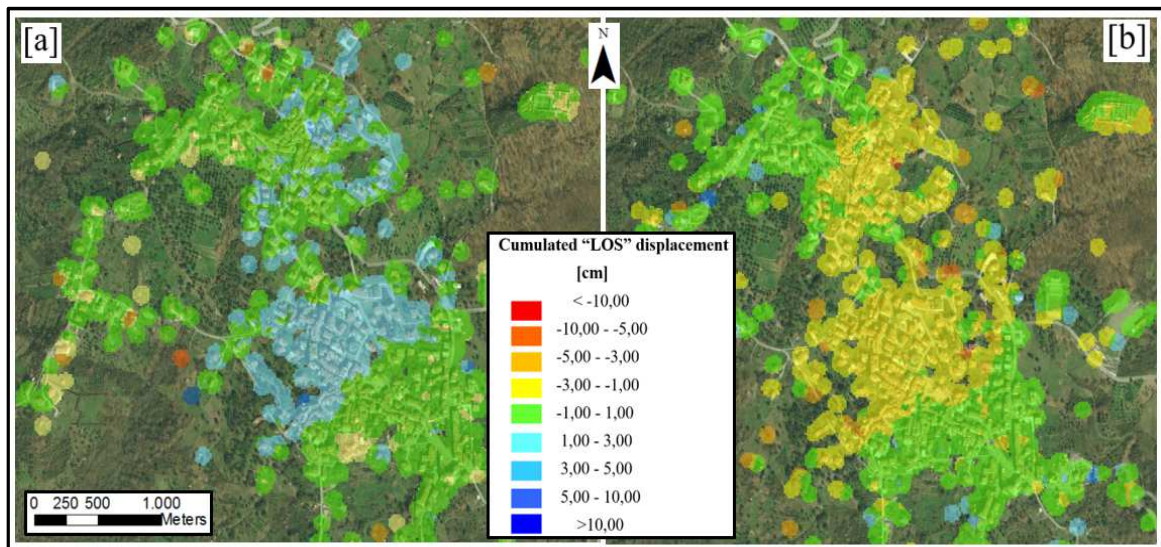 [a]
N
[b]
Cumulated “LOS” displacement
[cm]
< -10,00
-10,00 - -5,00
-5,00 - -3,00
-3,00 - -1,00
-1,00 - 1,00
1,00 - 3,00
3,00 - 5,00
5,00 - 10,00
>10,00
0 250 500 1.000
Meters